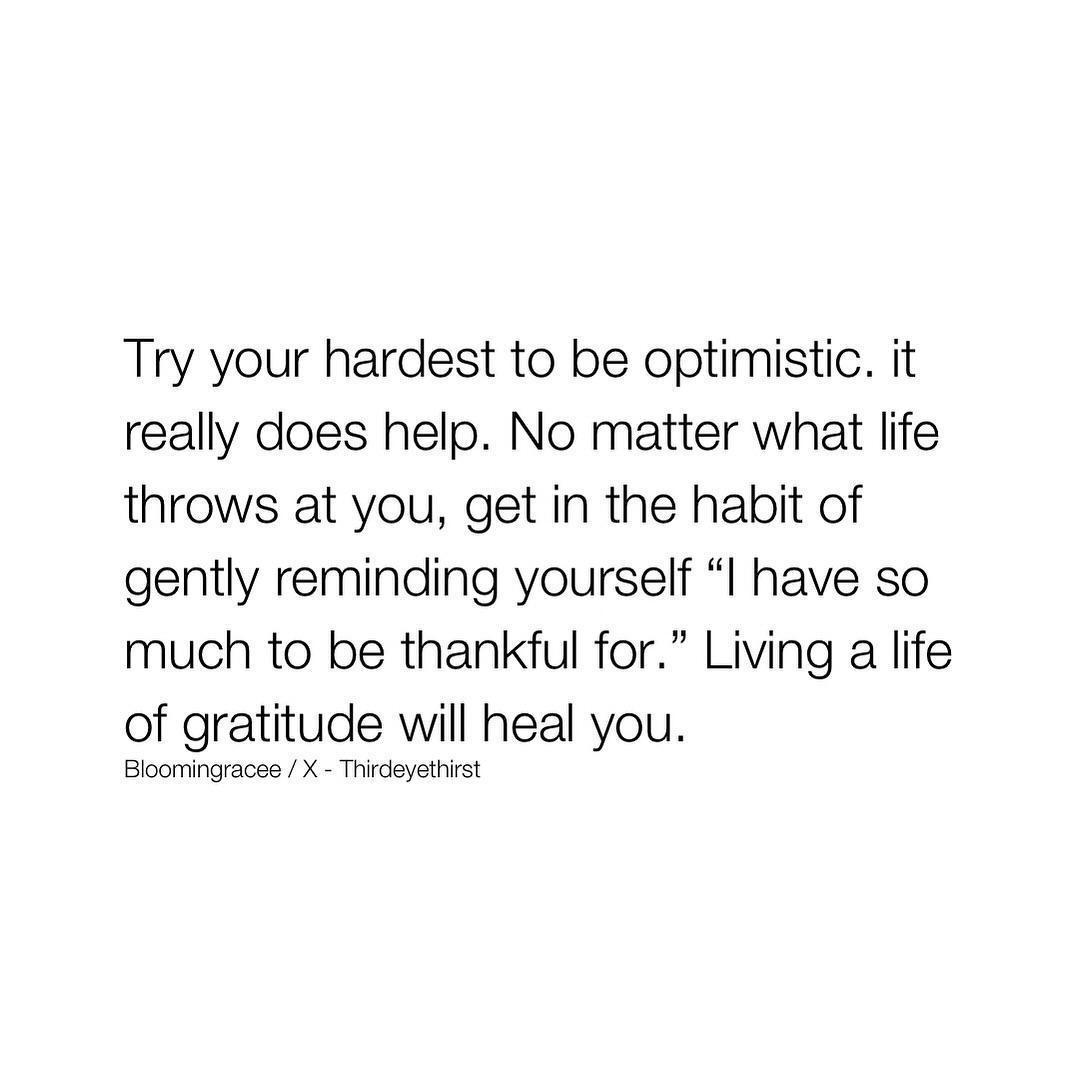 Try your hardest to be optimistic. it
really does help. No matter what life
throws at you, get in the habit of
gently reminding yourself “I have so
much to be thankful for.” Living a life
of gratitude will heal you.
Bloomingracee / X - Thirdeyethirst